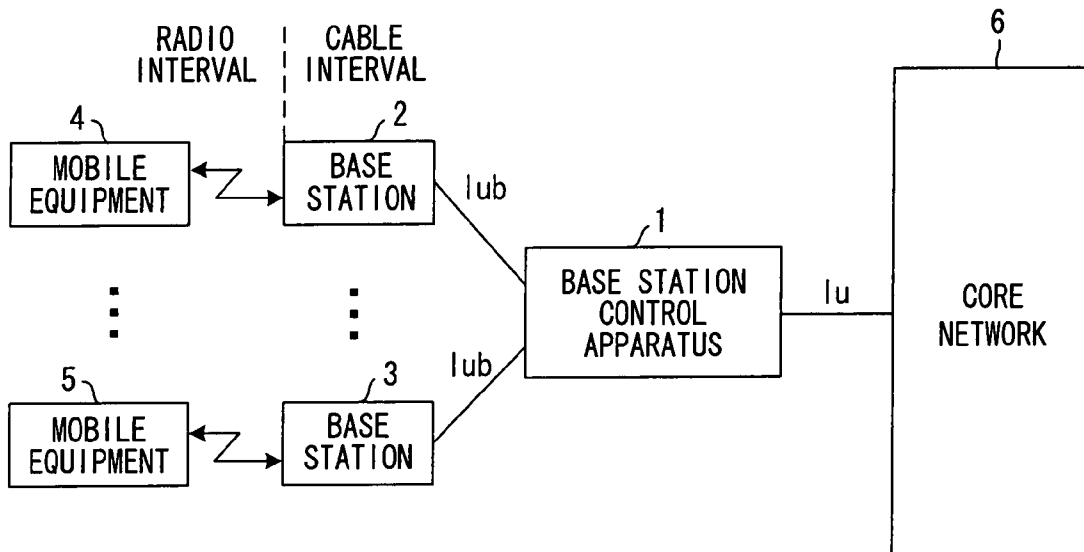 RADIO
INTERVAL
CABLE
INTERVAL
6
4
MOBILE
EQUIPMENT
2
BASE
STATION
Iub
1
BASE STATION
CONTROL
APPARATUS
Iu
CORE
NETWORK
Iub
5
MOBILE
EQUIPMENT
3
BASE
STATION